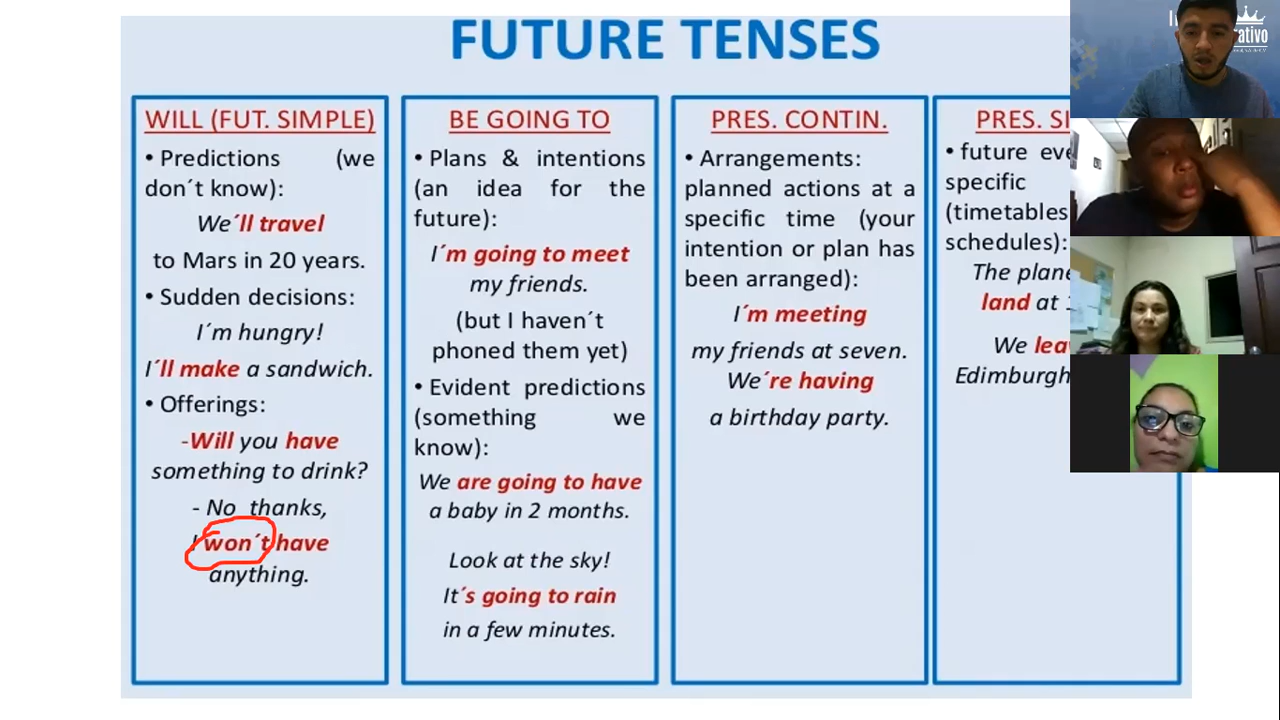 FUTURE TENSES
WILL (FUT. SIMPLE)
• Predictions (we
don´t know):
We´ll travel
to Mars in 20 years.
• Sudden decisions:
I´m hungry!
I´ll make a sandwich.
• Offerings:
-Will you have
something to drink?
- No thanks,
I won´t have
anything.
BE GOING TO
• Plans & intentions
(an idea for the
future):
I´m going to meet
my friends.
(but I haven´t
phoned them yet)
• Evident predictions
(something we
know):
We are going to have
a baby in 2 months.
Look at the sky!
It´s going to rain
in a few minutes.
PRES. CONTIN.
• Arrangements:
planned actions at a
specific time (your
intention or plan has
been arranged):
I´m meeting
my friends at seven.
We´re having
a birthday party.
PRES.
• future
specific
(timetables
schedules):
The plane
land at
We
Edimburgh